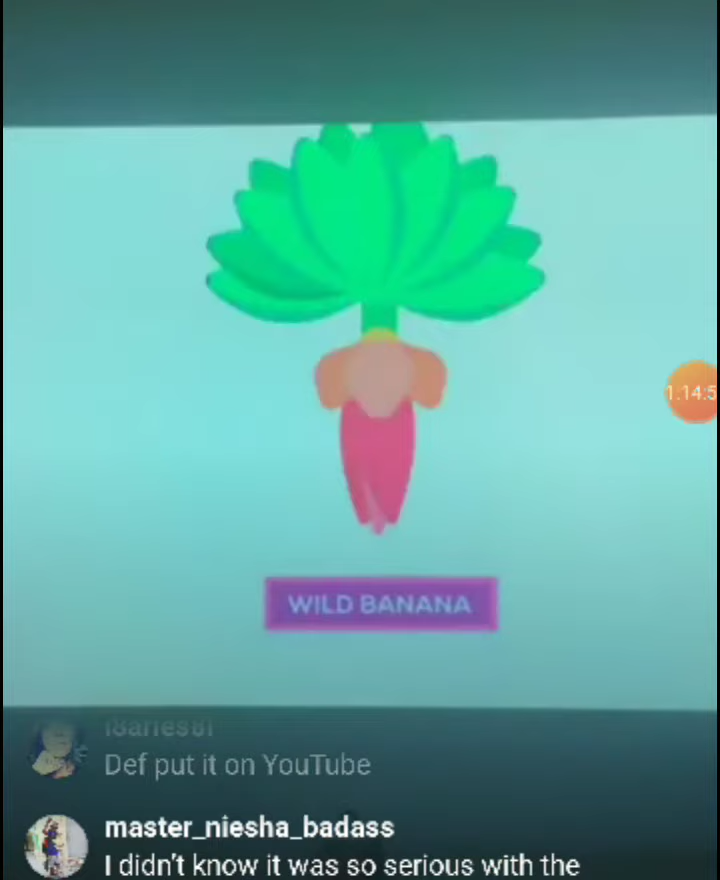 1:14:5
WILD BANANA
i8aries8i
Def put it on YouTube
master_niesha_badass
I didn't know it was so serious with the